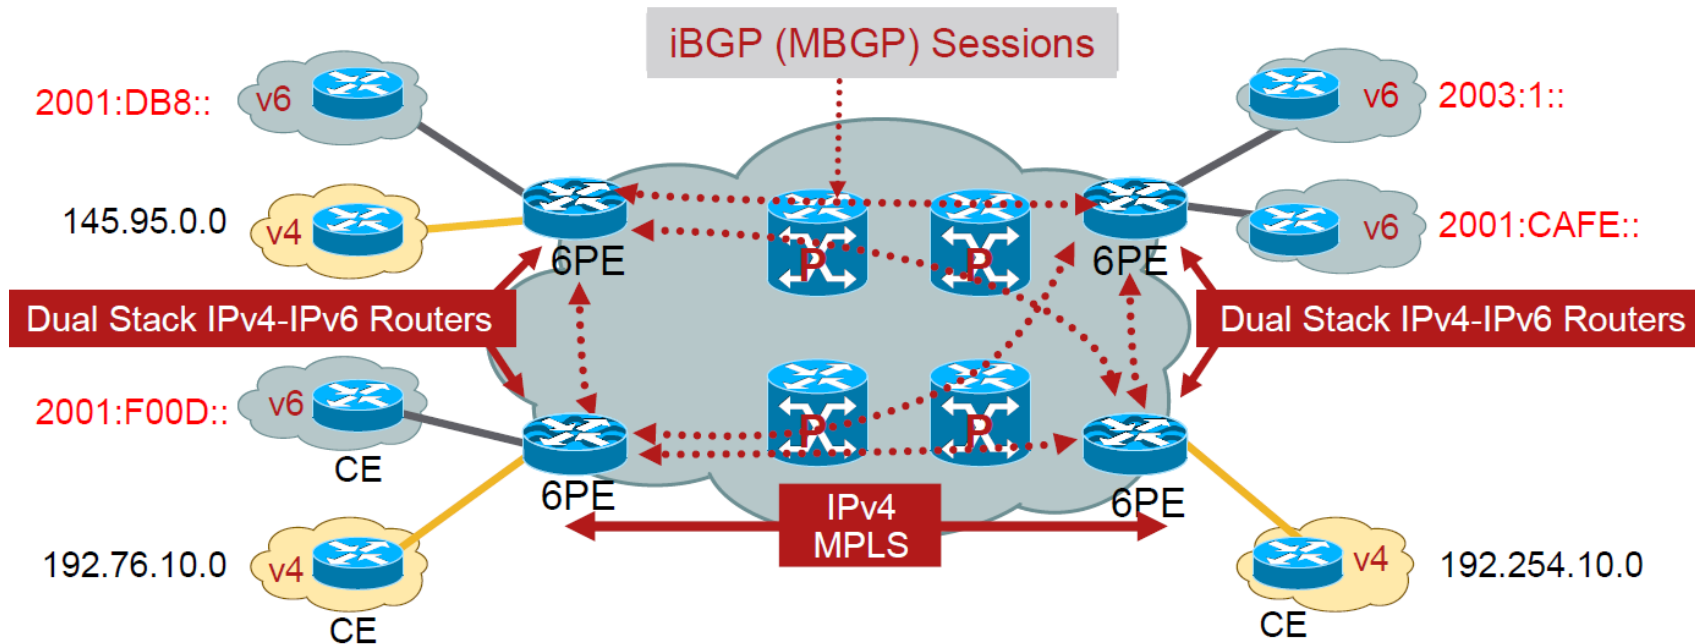 iBGP (MBGP) Sessions
2001:DB8::
v6
v6
2003:1::
145.95.0.0
v4
6PE
P
P
6PE
v6
2001:CAFE::
Dual Stack IPv4-IPv6 Routers
Dual Stack IPv4-IPv6 Routers
2001:F00D::
v6
CE
6PE
P
P
6PE
IPv4
MPLS
192.76.10.0
v4
CE
v4
192.254.10.0
CE